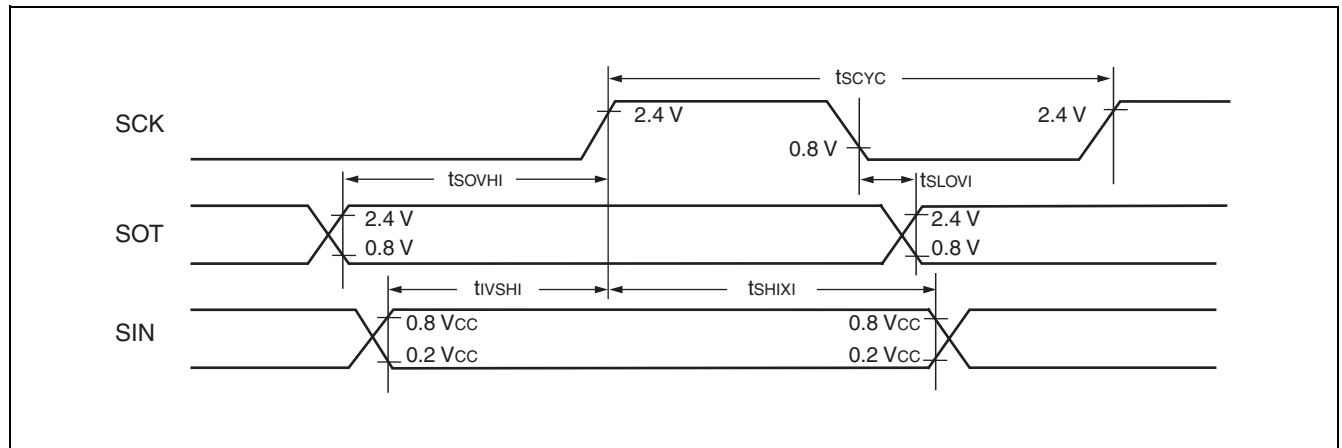 tSCYC
SCK
2.4 V
0.8 V
2.4 V
tSOVHI
tSLOVI
SOT
2.4 V
0.8 V
2.4 V
0.8 V
tIVSHI
tSHIXI
SIN
0.8 VCC
0.2 VCC
0.8 VCC
0.2 VCC